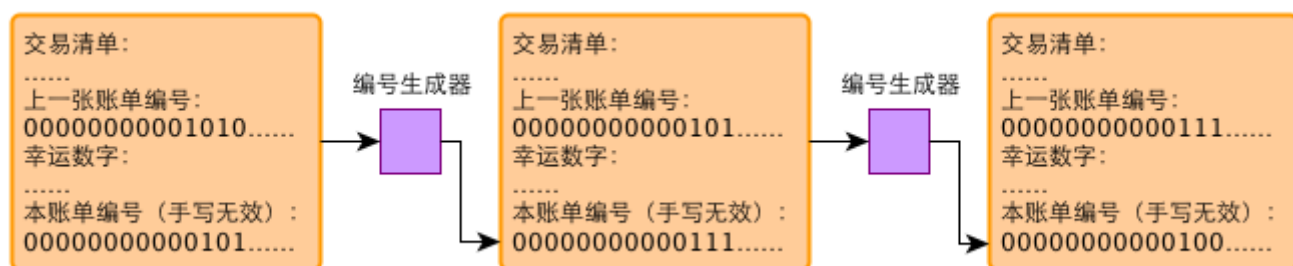 交易清单：
......
上一张账单编号：
00000000001010......
幸运数字：
......
本账单编号（手写无效）：
00000000000101......
编号生成器
交易清单：
......
上一张账单编号：
00000000000101......
幸运数字：
......
本账单编号（手写无效）：
00000000000111......
编号生成器
交易清单：
......
上一张账单编号：
00000000000111......
幸运数字：
......
本账单编号（手写无效）：
00000000000100......